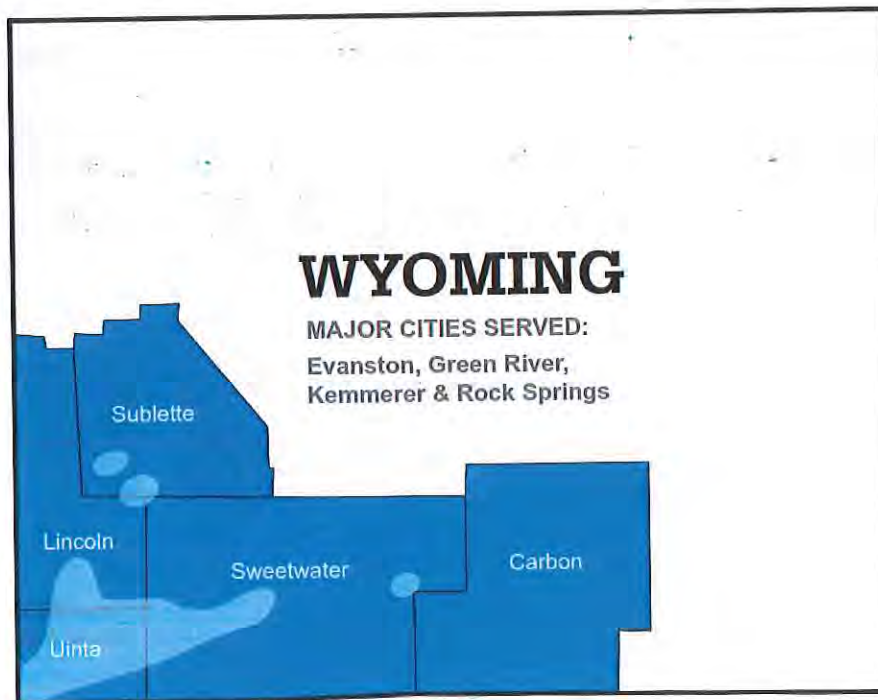 WYOMING
MAJOR CITIES SERVED:
Evanston, Green River,
Kemmerer & Rock Springs
Sublette
Lincoln
Sweetwater
Carbon
Uinta